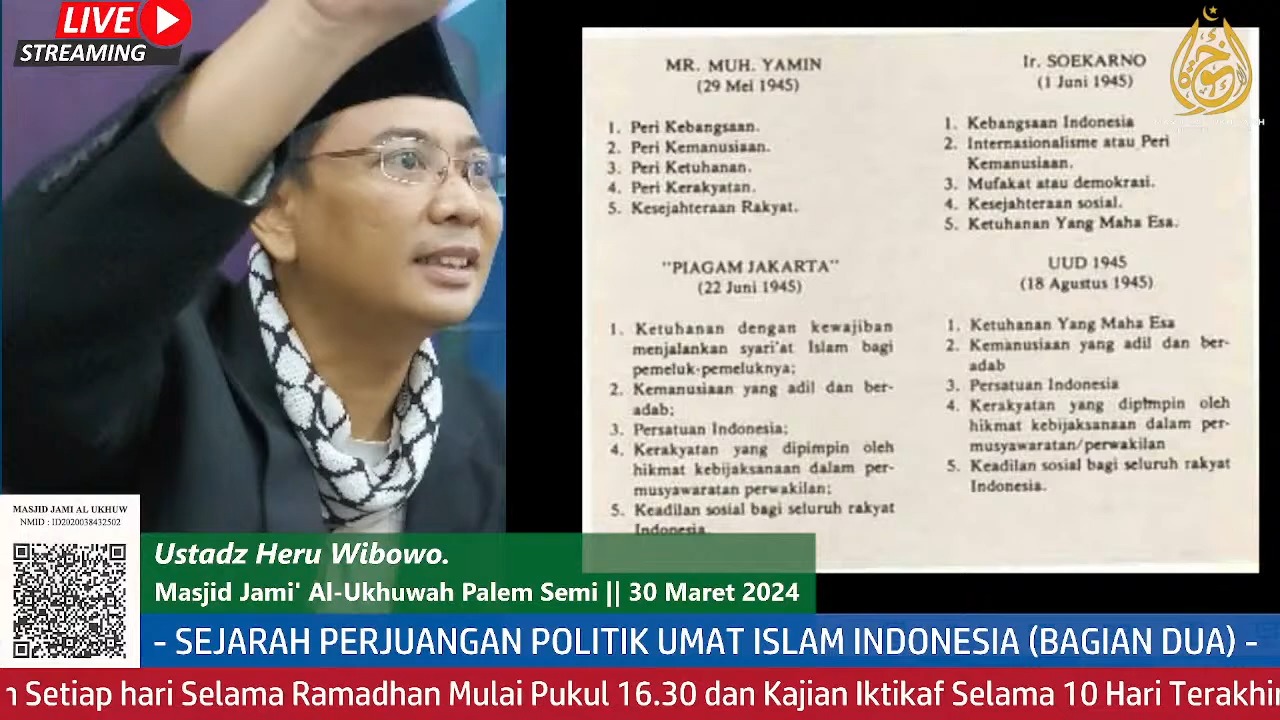 LIVE
STREAMING
MR. MUH. YAMIN
(29 Mei 1945)
1. Peri Kebangsaan.
2. Peri Kemanusiaan.
3. Peri Ketuhanan.
4. Peri Kerakyatan.
5. Kesejahteraan Rakyat.
Ir. SOEKARNO
(1 Juni 1945)
1. Kebangsaan Indonesia
2. Internasionalisme atau Peri
Kemanusiaan.
3. Mufakat atau demokrasi.
4. Kesejahteraan sosial.
5. Ketuhanan Yang Maha Esa.
"PIAGAM JAKARTA"
(22 Juni 1945)
1. Ketuhanan dengan kewajiban
menjalankan syari'at Islam bagi
pemeluk-pemeluknya;
2. Kemanusiaan yang adil dan ber-
adab;
3. Persatuan Indonesia;
4. Kerakyatan yang dipimpin oleh
hikmat kebijaksanaan dalam per-
musyawaratan perwakilan;
5. Keadilan sosial bagi seluruh rakyat
Indonesia.
UUD 1945
(18 Agustus 1945)
1. Ketuhanan Yang Maha Esa
2. Kemanusiaan yang adil dan ber-
adab
3. Persatuan Indonesia
4. Kerakyatan yang dipimpin oleh
hikmat kebijaksanaan dalam per-
musyawaratan/perwakilan
5. Keadilan sosial bagi seluruh rakyat
Indonesia.
MASJID JAMI AL UKHUW
NMID : ID2020038432502
Ustadz Heru Wibowo.
Masjid Jami' Al-Ukhuwah Palem Semi || 30 Maret 2024
- SEJARAH PERJUANGAN POLITIK UMAT ISLAM INDONESIA (BAGIAN DUA) -
n Setiap hari Selama Ramadhan Mulai Pukul 16.30 dan Kajian Iktikaf Selama 10 Hari Terakhir